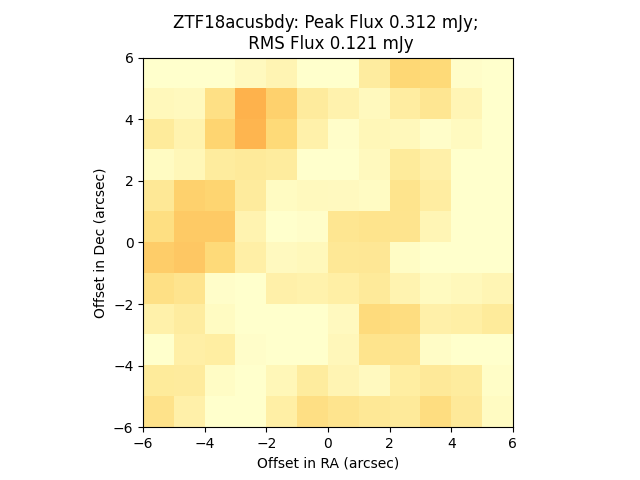 ZTF18acusbdy: Peak Flux 0.312 mJy;
RMS Flux 0.121 mJy
6
4
2
0
−2
−4
−6
Offset in Dec (arcsec)
−6 −4 −2 0 2 4 6
Offset in RA (arcsec)